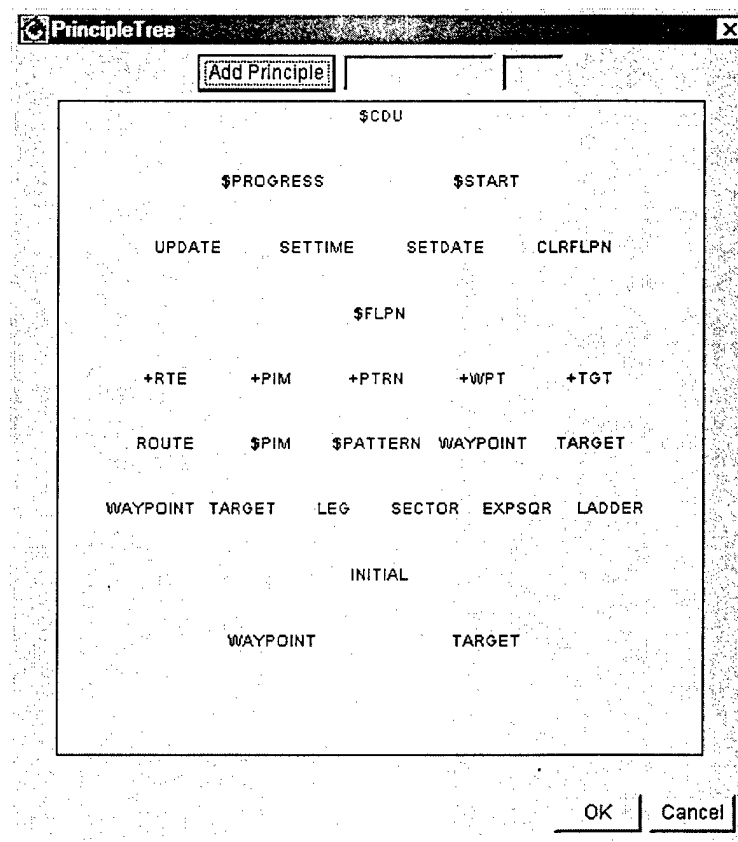 PrincipleTree X
Add Principle
$CDU
$PROGRESS $START
UPDATE SETTIME SETDATE CLRFLPN
$FLPN
+RTE +PIM +PTRN +WPT +TGT
ROUTE $PIM $PATTERN WAYPOINT TARGET
WAYPOINT TARGET LEG SECTOR EXPSQR LADDER
INITIAL
WAYPOINT TARGET
OK Cancel